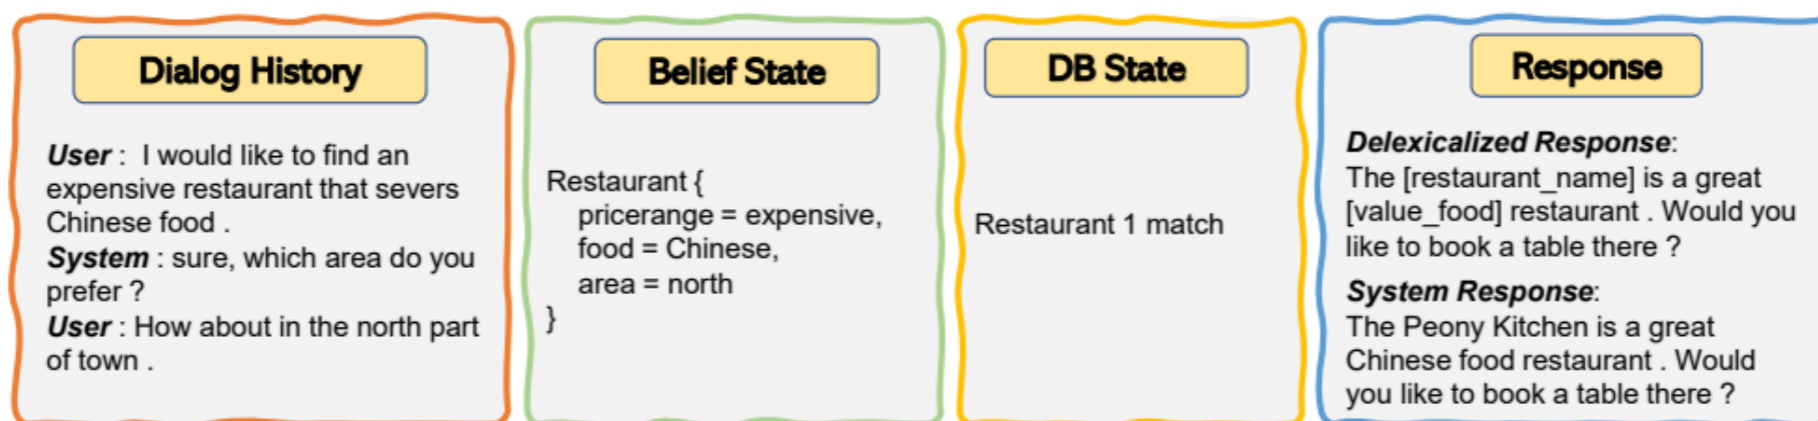 Dialog History
User : I would like to find an
expensive restaurant that severs
Chinese food .
System : sure, which area do you
prefer ?
User : How about in the north part
of town .
Belief State
Restaurant {
pricerange = expensive,
food = Chinese,
area = north
}
DB State
Restaurant 1 match
Response
Delexicalized Response:
The [restaurant_name] is a great
[value_food] restaurant . Would you
like to book a table there ?
System Response:
The Peony Kitchen is a great
Chinese food restaurant . Would
you like to book a table there ?